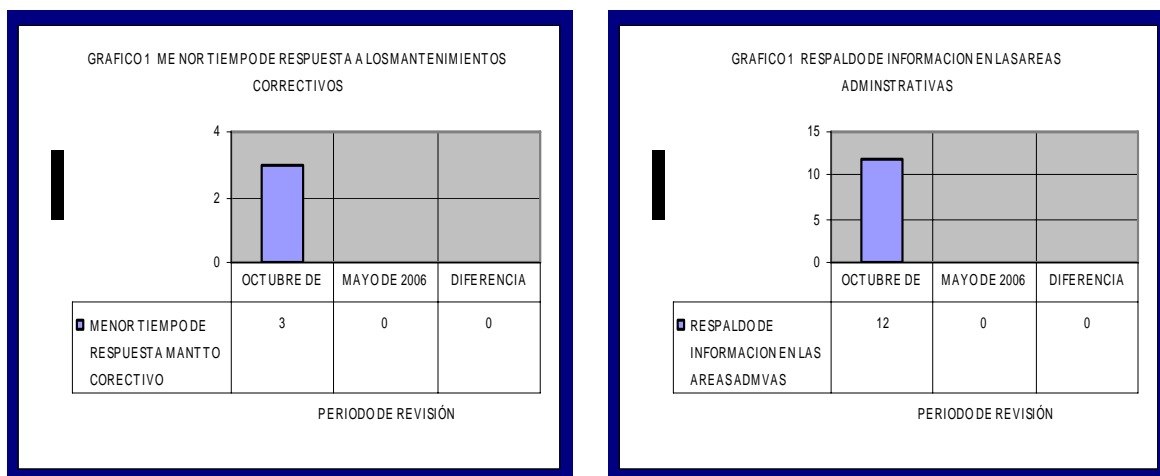 GRAFICO 1 MENOR TIEMPO DE RESPUESTA A LOS MANTENIMIENTOS
CORRECTIVOS
4
2
0
OCTUBRE DE
MAYO DE 2006
DIFERENCIA
MENOR TIEMPO DE
RESPUESTA MANTTO
CORECTIVO
3
0
0
PERIODO DE REVISIÓN
GRAFICO 1 RESPALDO DE INFORMACION EN LAS AREAS
ADMINSTRATIVAS
15
10
5
0
OCTUBRE DE
MAYO DE 2006
DIFERENCIA
RESPALDO DE
INFORMACION EN LAS
AREAS ADMVAS
12
0
0
PERIODO DE REVISIÓN